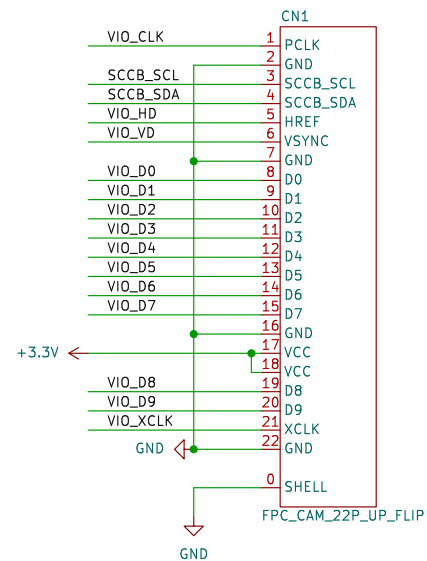 CN1
VIO_CLK 1 PCLK
2 GND
SCCB_SCL 3 SCCB_SCL
SCCB_SDA 4 SCCB_SDA
VIO_HD 5 HREF
VIO_VD 6 VSYNC
7 GND
VIO_D0 8 D0
VIO_D1 9 D1
VIO_D2 10 D2
VIO_D3 11 D3
VIO_D4 12 D4
VIO_D5 13 D5
VIO_D6 14 D6
VIO_D7 15 D7
16 GND
+3.3V 17 VCC
18 VCC
VIO_D8 19 D8
VIO_D9 20 D9
VIO_XCLK 21 XCLK
GND 22 GND
0 SHELL
FPC_CAM_22P_UP_FLIP
GND